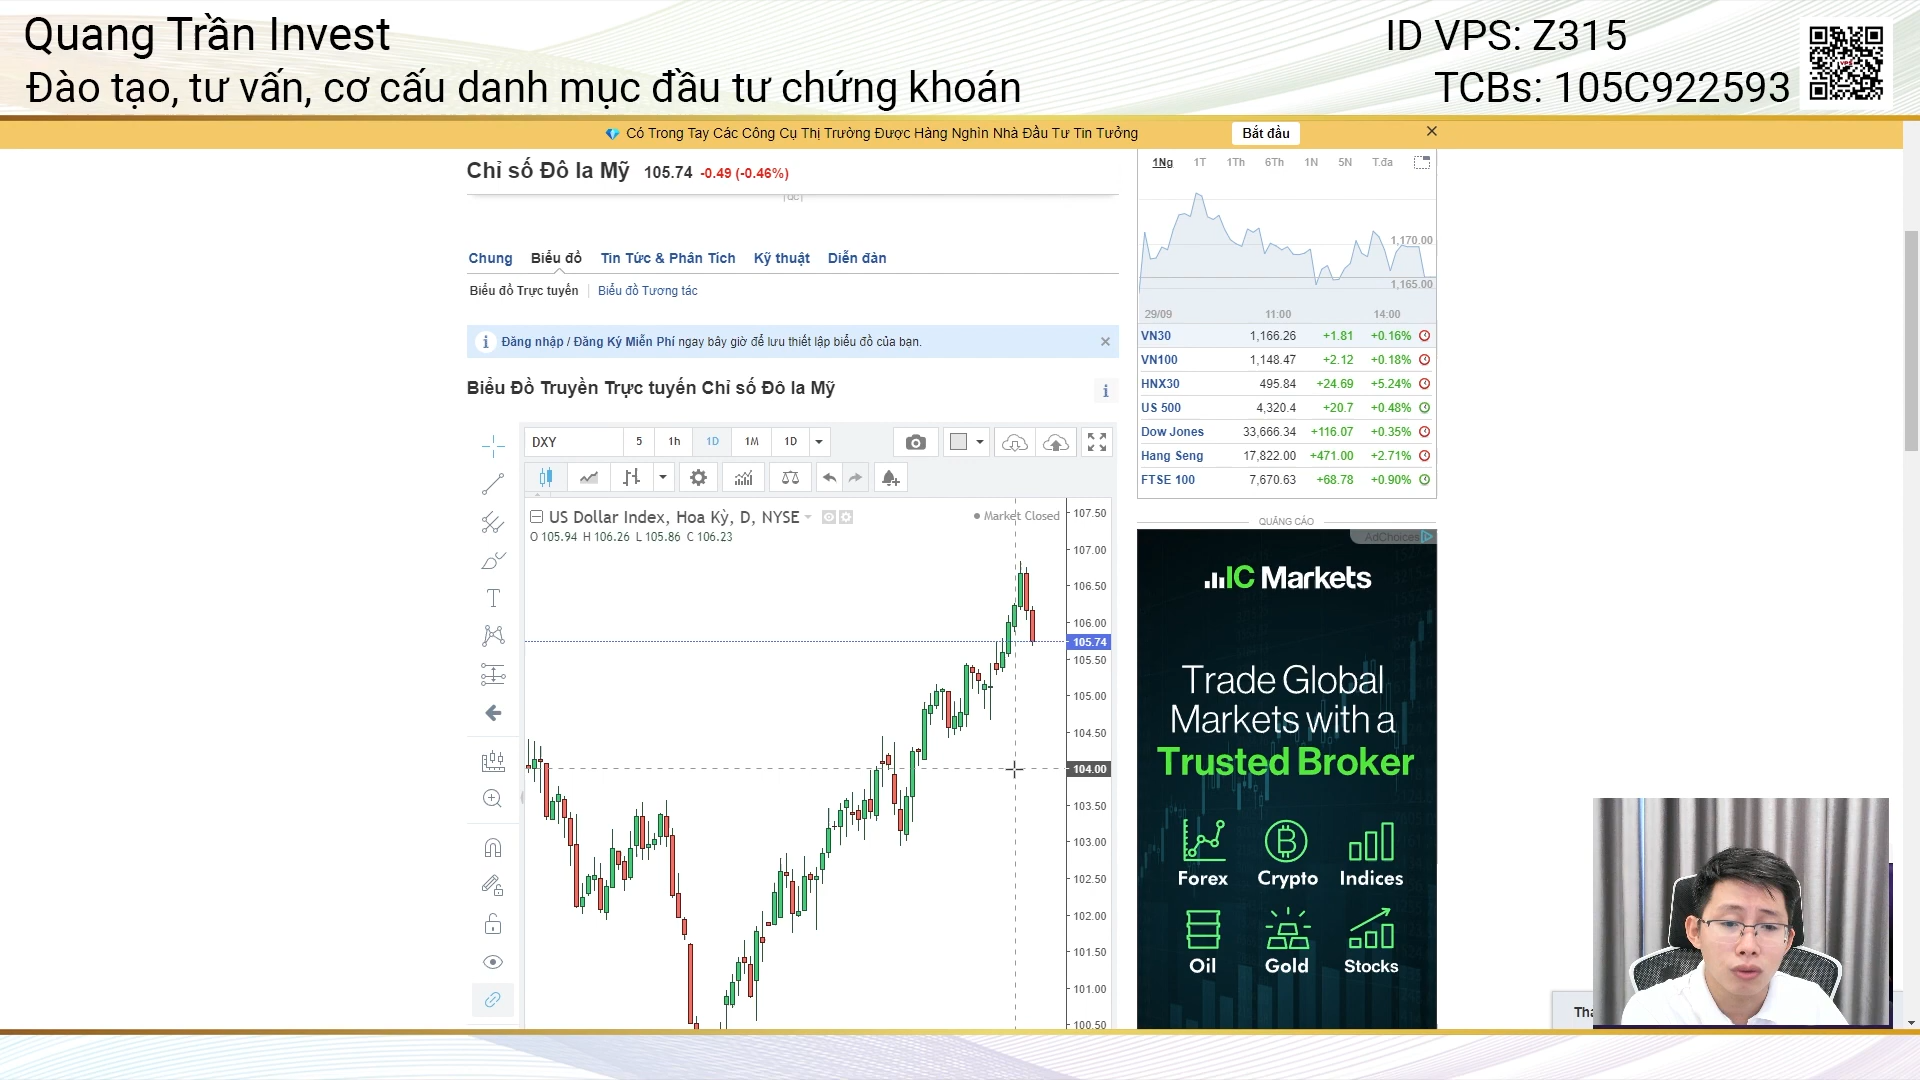 Quang Trần Invest
Đào tạo, tư vấn, cơ cấu danh mục đầu tư chứng khoán
ID VPS: Z315
TCBs: 105C922593
Có Trong Tay Các Công Cụ Thị Trường Được Hàng Nghìn Nhà Đầu Tư Tin Tưởng
Bắt đầu
Chỉ số Đô la Mỹ 105.74 -0.49 (-0.46%)
Chung Biểu đồ Tin Tức & Phân Tích Kỹ thuật Diễn đàn
Biểu đồ Trực tuyến Biểu đồ Tương tác
Đăng nhập / Đăng Ký Miễn Phí ngay bây giờ để lưu thiết lập biểu đồ của bạn.
Biểu Đồ Truyền Trực tuyến Chỉ số Đô la Mỹ
DXY 5 1h 1D 1M 1D
US Dollar Index, Hoa Kỳ, D, NYSE
Market Closed
O 105.94 H 106.26 L 105.86 C 106.23
107.50
107.00
106.50
106.00
105.74
105.50
105.00
104.50
104.00
103.50
103.00
102.50
102.00
101.50
101.00
100.50
1Ng 1T 1Th 6Th 1N 5N T.đa
1,170.00
1,165.00
29/09 11:00 14:00
VN30 1,166.26 +1.81 +0.16%
VN100 1,148.47 +2.12 +0.18%
HNX30 495.84 +24.69 +5.24%
US 500 4,320.4 +20.7 +0.48%
Dow Jones 33,666.34 +116.07 +0.35%
Hang Seng 17,822.00 +471.00 +2.71%
FTSE 100 7,670.63 +68.78 +0.90%
QUẢNG CÁO
AdChoices
IC Markets
Trade Global
Markets with a
Trusted Broker
Forex Crypto Indices
Oil Gold Stocks